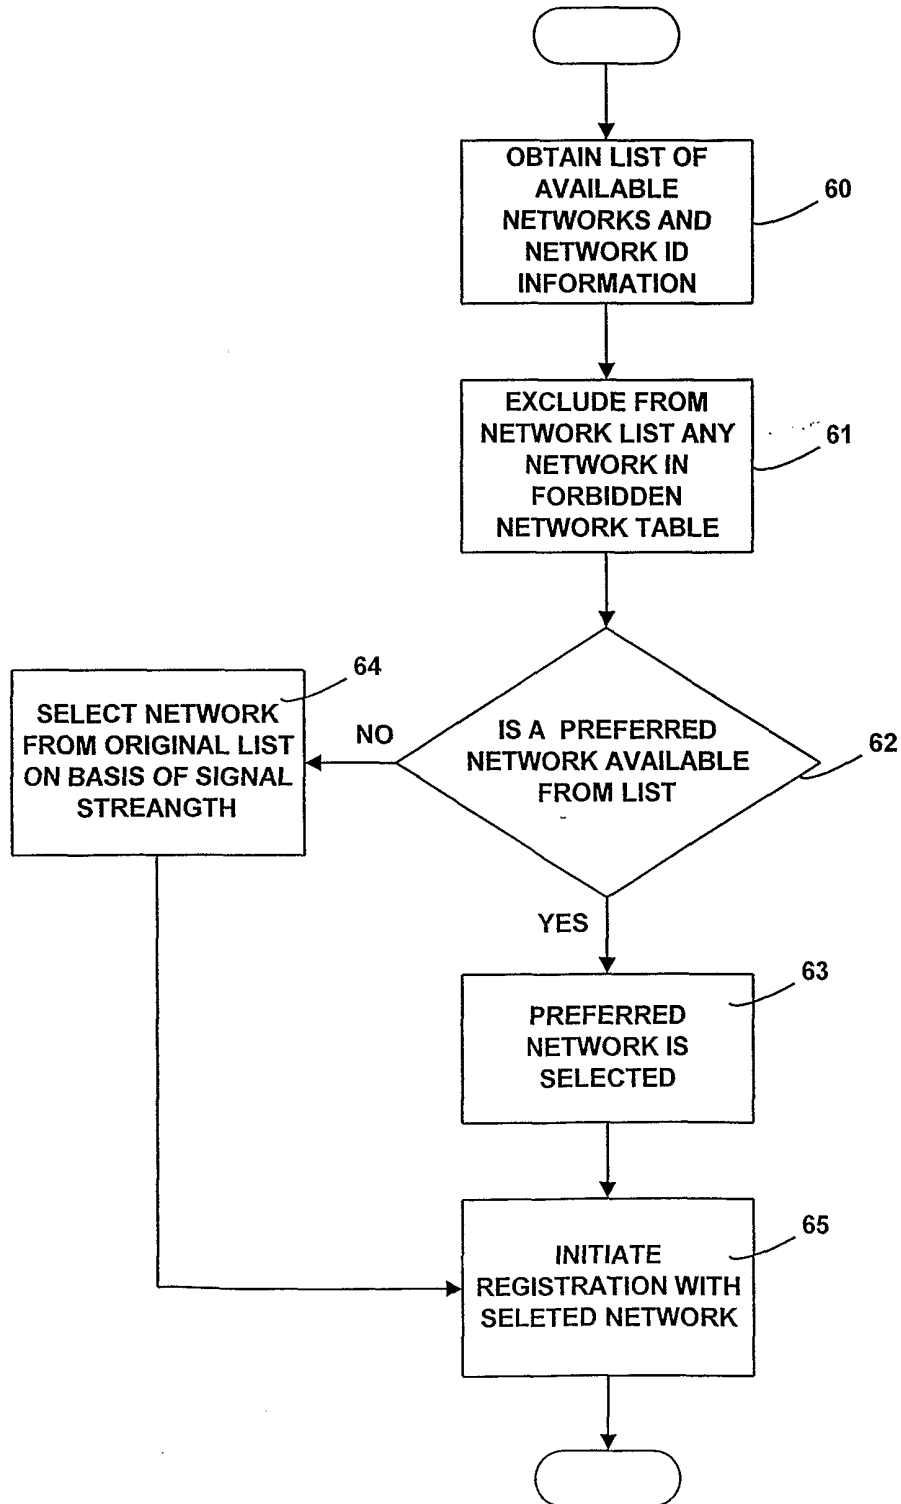 OBTAIN LIST OF
AVAILABLE
NETWORKS AND
NETWORK ID
INFORMATION
60
EXCLUDE FROM
NETWORK LIST ANY
NETWORK IN
FORBIDDEN
NETWORK TABLE
61
IS A PREFERRED
NETWORK AVAILABLE
FROM LIST
62
NO
64
SELECT NETWORK
FROM ORIGINAL LIST
ON BASIS OF SIGNAL
STREANGTH
YES
63
PREFERRED
NETWORK IS
SELECTED
65
INITIATE
REGISTRATION WITH
SELETED NETWORK